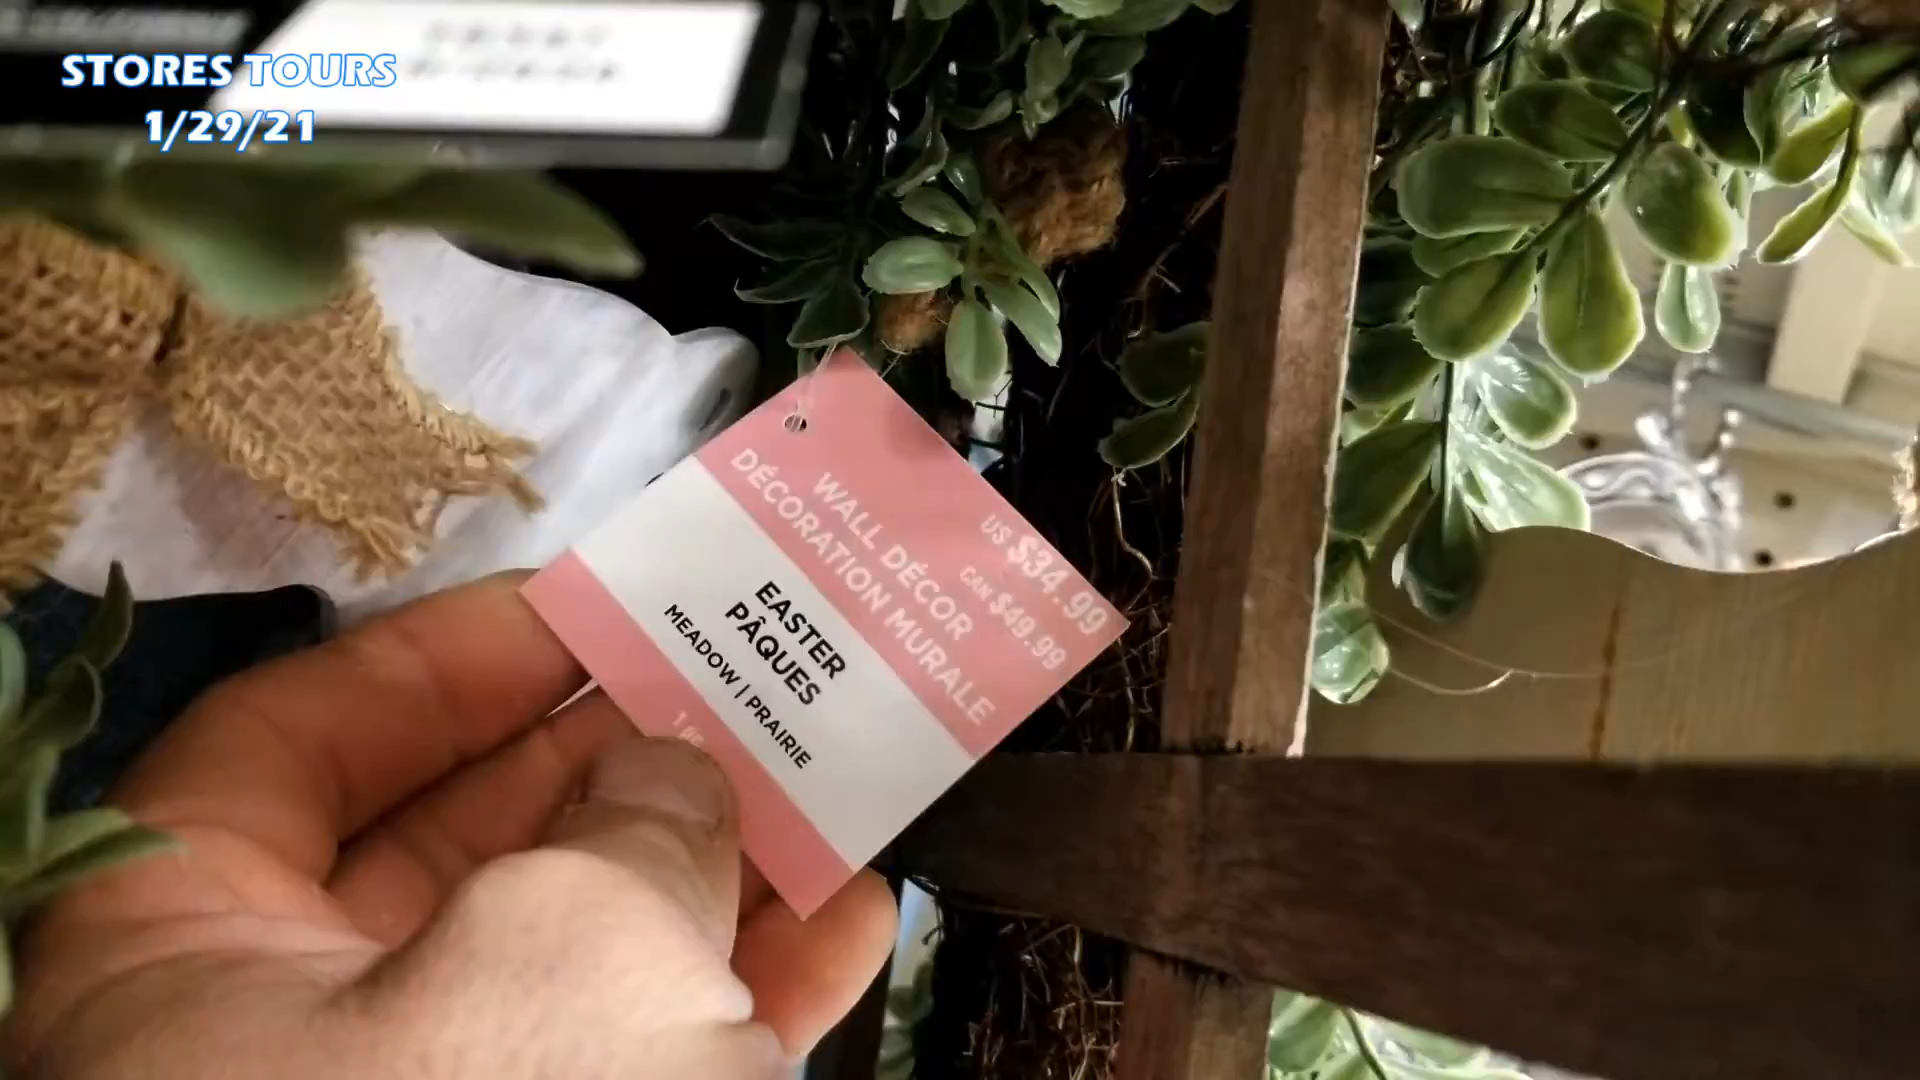 STORES TOURS
1/29/21
WALL DÉCOR
DÉCORATION MURALE
US $34.99
CAN $49.99
EASTER
PÂQUES
MEADOW | PRAIRIE